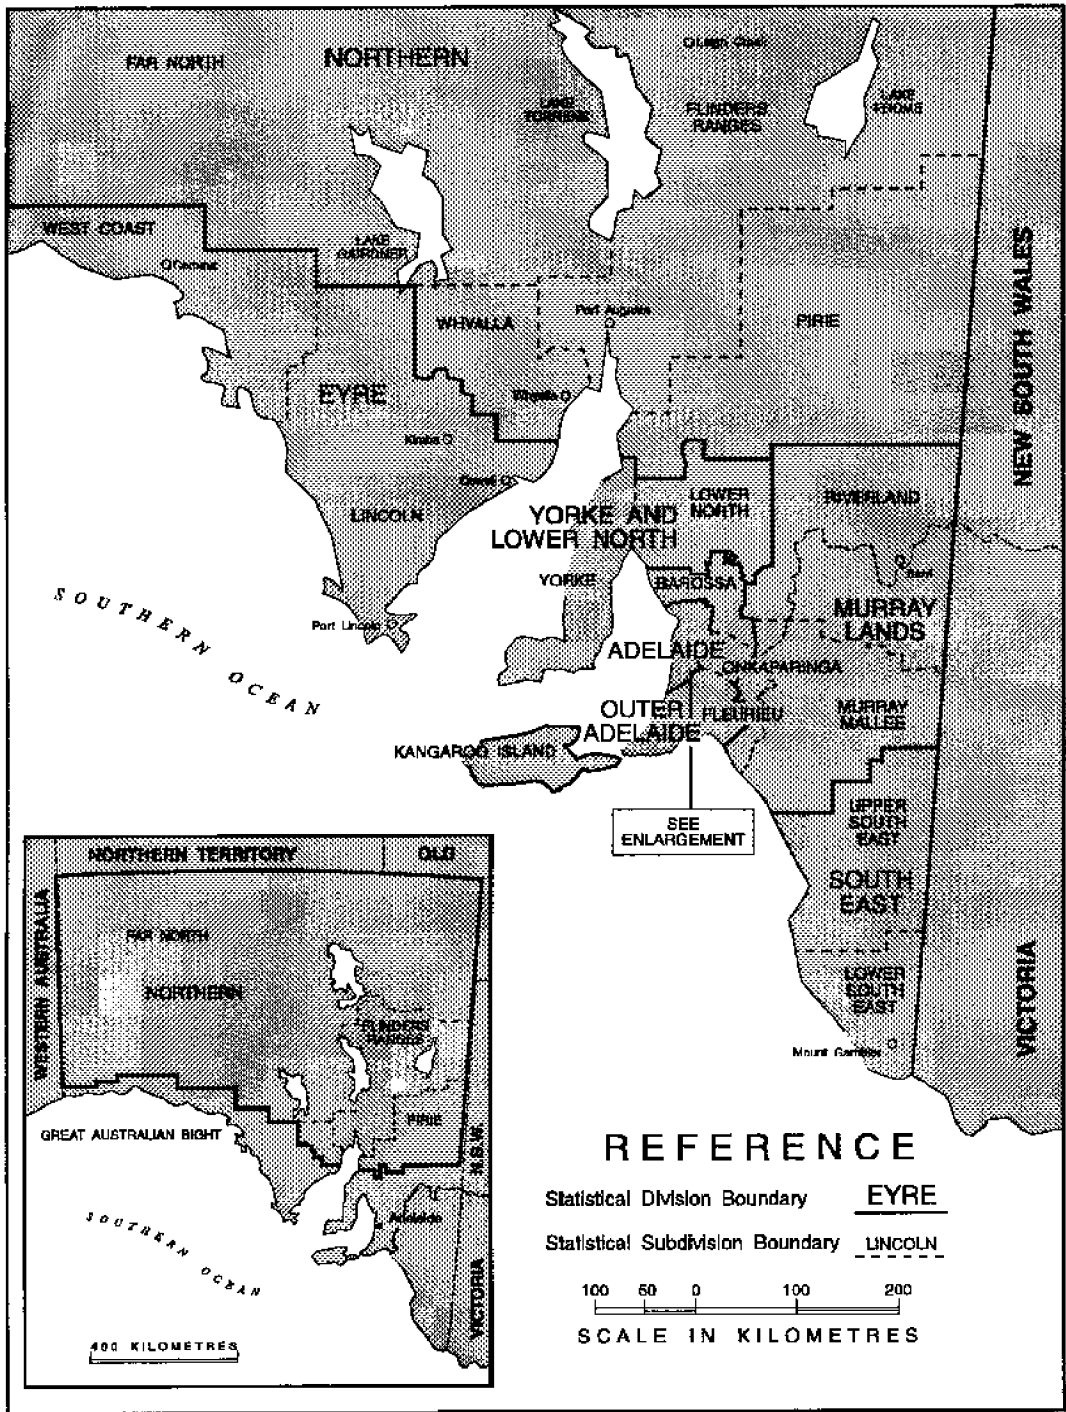 FAR NORTH
NORTHERN
Leigh Creek
LAKE
TORRENS
FLINDERS
RANGES
LAKE
FROME
WEST COAST
Ceduna
LAKE
GAIRDNER
WHYALLA
Port Augusta
PIRIE
NEW SOUTH WALES
EYRE
Whyalla
Kimba
Cowell
LINCOLN
YORKE AND
LOWER NORTH
LOWER
NORTH
RIVERLAND
YORKE
BAROSSA
Berri
SOUTHERN OCEAN
Port Lincoln
MURRAY
LANDS
ADELAIDE
ONKAPARINGA
OUTER
ADELAIDE
FLEURIEU
MURRAY
MALLEE
KANGAROO ISLAND
SEE
ENLARGEMENT
UPPER
SOUTH
EAST
SOUTH
EAST
LOWER
SOUTH
EAST
Mount Gambier
VICTORIA
NORTHERN TERRITORY
QLD
WESTERN AUSTRALIA
FAR NORTH
NORTHERN
FLINDERS
RANGES
PIRIE
GREAT AUSTRALIAN BIGHT
N.S.W.
Adelaide
SOUTHERN OCEAN
VICTORIA
400 KILOMETRES
REFERENCE
Statistical Division Boundary EYRE
Statistical Subdivision Boundary LINCOLN
100 50 0 100 200
SCALE IN KILOMETRES